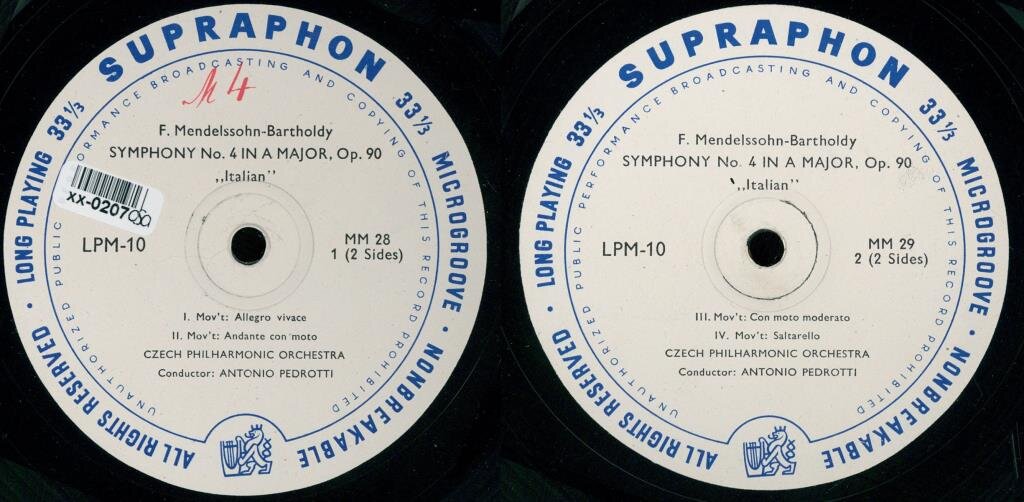 SUPRAPHON
LONG PLAYING 33⅓
33⅓ MICROGROOVE
UNAUTHORIZED PUBLIC PERFORMANCE BROADCASTING AND COPYING OF THIS RECORD PROHIBITED
M 4
F. Mendelssohn-Bartholdy
SYMPHONY No. 4 IN A MAJOR, Op. 90
„Italian”
xx-0207
LPM-10
MM 28
1 (2 Sides)
I. Mov't: Allegro vivace
II. Mov't: Andante con moto
CZECH PHILHARMONIC ORCHESTRA
Conductor: ANTONIO PEDROTTI
ALL RIGHTS RESERVED
NONBREAKABLE
SUPRAPHON
LONG PLAYING 33⅓
33⅓ MICROGROOVE
UNAUTHORIZED PUBLIC PERFORMANCE BROADCASTING AND COPYING OF THIS RECORD PROHIBITED
F. Mendelssohn-Bartholdy
SYMPHONY No. 4 IN A MAJOR, Op. 90
„Italian”
LPM-10
MM 29
2 (2 Sides)
III. Mov't: Con moto moderato
IV. Mov't: Saltarello
CZECH PHILHARMONIC ORCHESTRA
Conductor: ANTONIO PEDROTTI
ALL RIGHTS RESERVED
NONBREAKABLE